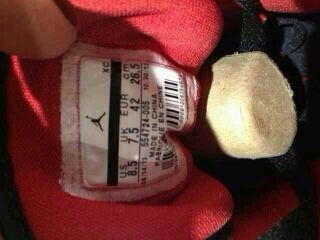 US UK EUR cm XC
8.5 7.5 42 26.5
554724-005
MADE IN CHINA
FABRIQUÉ EN CHINE